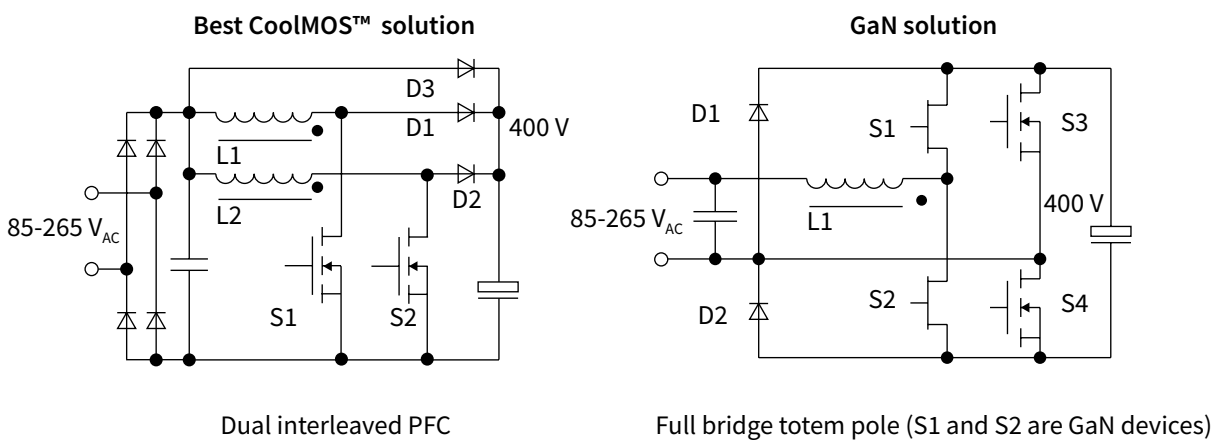 Best CoolMOS™ solution
D3
D1
400 V
L1
D2
L2
85-265 VAC
S1
S2
Dual interleaved PFC
GaN solution
D1
S1
S3
400 V
85-265 VAC
L1
S2
S4
D2
Full bridge totem pole (S1 and S2 are GaN devices)